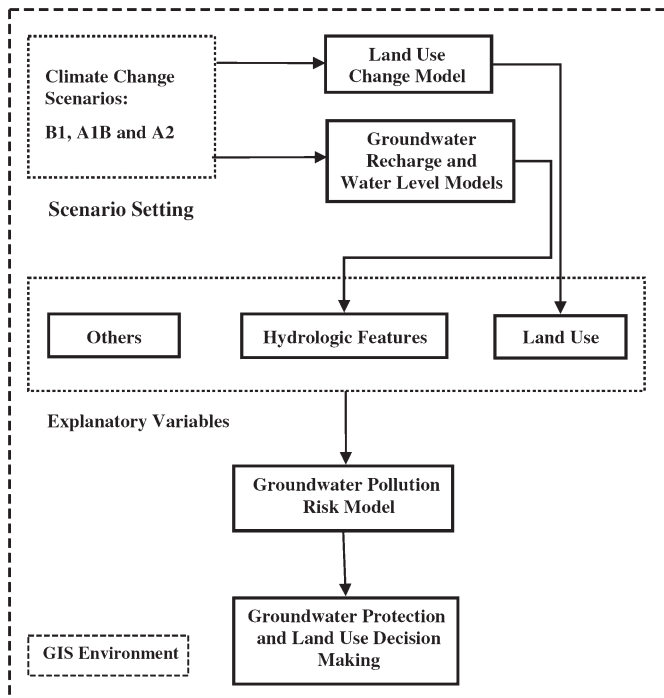 Climate Change
Scenarios:
B1, A1B and A2
Land Use
Change Model
Groundwater
Recharge and
Water Level Models
Scenario Setting
Others
Hydrologic Features
Land Use
Explanatory Variables
Groundwater Pollution
Risk Model
Groundwater Protection
and Land Use Decision
Making
GIS Environment